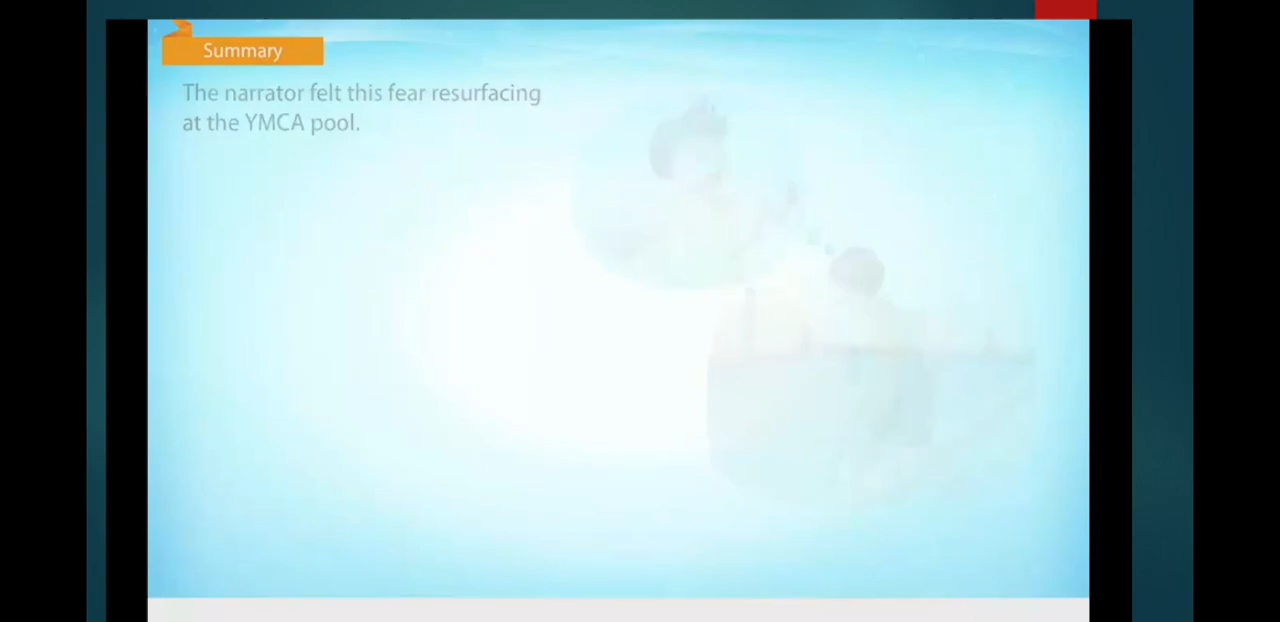 Summary
The narrator felt this fear resurfacing
at the YMCA pool.